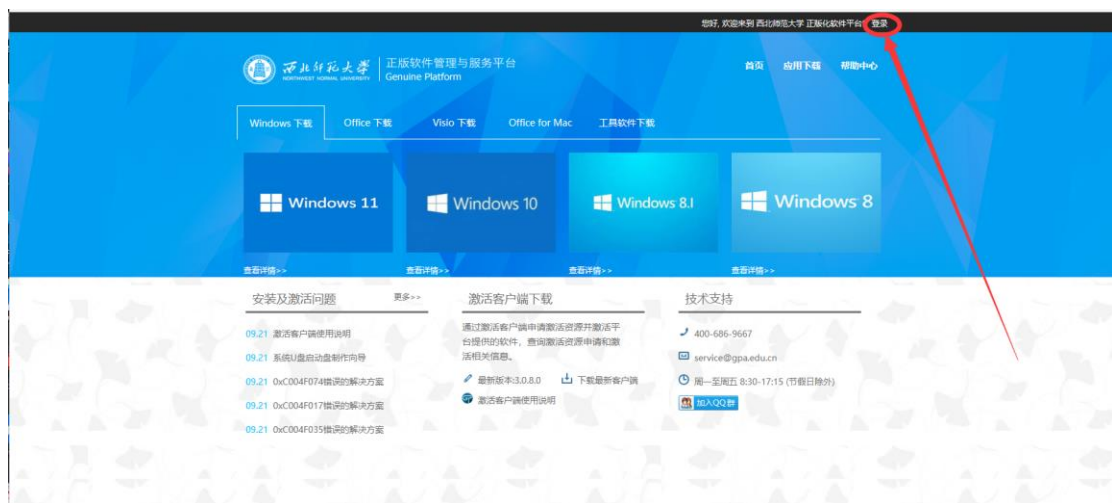 您好, 欢迎来到 西北师范大学 正版化软件平台! 登录
西北师范大学
NORTHWEST NORMAL UNIVERSITY
正版软件管理与服务平台
Genuine Platform
首页 应用下载 帮助中心
Windows 下载 Office 下载 Visio 下载 Office for Mac 工具软件下载
Windows 11 Windows 10 Windows 8.1 Windows 8
查看详情>> 查看详情>> 查看详情>> 查看详情>>
安装及激活问题 更多>>
09.21 激活客户端使用说明
09.21 系统U盘启动盘制作向导
09.21 0xC004F074错误的解决方案
09.21 0xC004F017错误的解决方案
09.21 0xC004F035错误的解决方案
激活客户端下载
通过激活客户端申请激活资源并激活平
台提供的软件，查询激活资源申请和激
活相关信息。
最新版本:3.0.8.0 下载最新客户端
激活客户端使用说明
技术支持
400-686-9667
service@gpa.edu.cn
周一至周五 8:30-17:15 (节假日除外)
加入QQ群